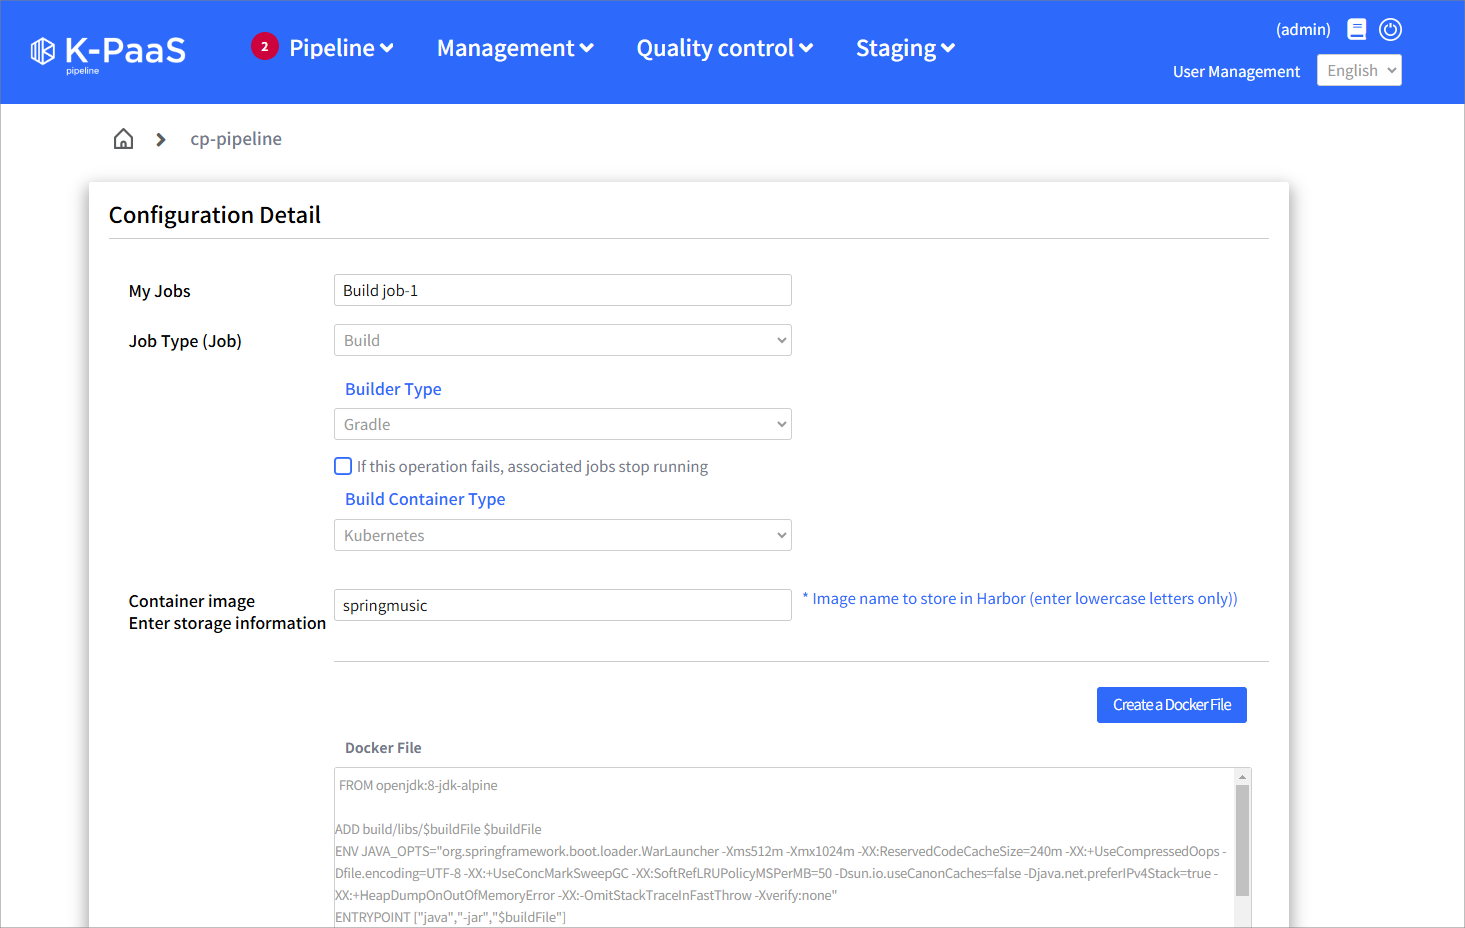 K-PaaS
pipeline
2 Pipeline
Management
Quality control
Staging
(admin)
User Management
English
cp-pipeline
Configuration Detail
My Jobs
Build job-1
Job Type (Job)
Build
Builder Type
Gradle
If this operation fails, associated jobs stop running
Build Container Type
Kubernetes
Container image
Enter storage information
springmusic
* Image name to store in Harbor (enter lowercase letters only))
Create a Docker File
Docker File
FROM openjdk:8-jdk-alpine
ADD build/libs/$buildFile $buildFile
ENV JAVA_OPTS="org.springframework.boot.loader.WarLauncher -Xms512m -Xmx1024m -XX:ReservedCodeCacheSize=240m -XX:+UseCompressedOops -
Dfile.encoding=UTF-8 -XX:+UseConcMarkSweepGC -XX:SoftRefLRUPolicyMSPerMB=50 -Dsun.io.useCanonCaches=false -Djava.net.preferIPv4Stack=true -
XX:+HeapDumpOnOutOfMemoryError -XX:-OmitStackTraceInFastThrow -Xverify:none"
ENTRYPOINT ["java","-jar","$buildFile"]